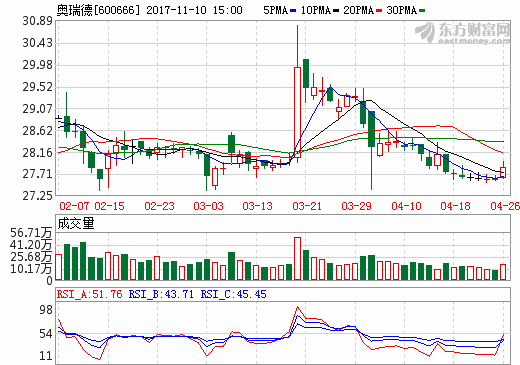 奥瑞德[600666] 2017-11-10 15:00 5PMA 10PMA 20PMA 30PMA
东方财富网
eastmoney.com
30.89
30.43
29.98
29.52
29.07
28.62
28.16
27.71
27.25
02-07 02-15 03-03 03-13 03-21 03-29 04-10 04-18 04-26
成交量
56.71万
41.20万
25.68万
10.17万
0
RSI_A:51.76 RSI_B:43.71 RSI_C:45.45
98
54
11